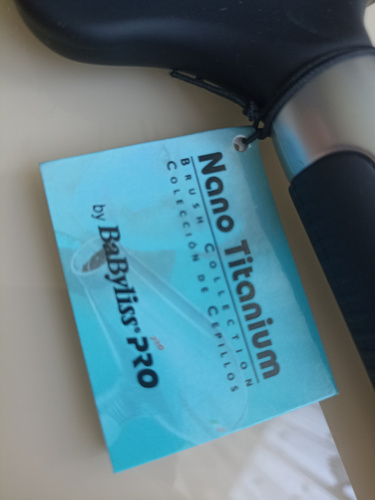 Nano Titanium
BRUSH COLLECTION
COLECCIÓN DE CEPILLOS
by BaByliss® PRO